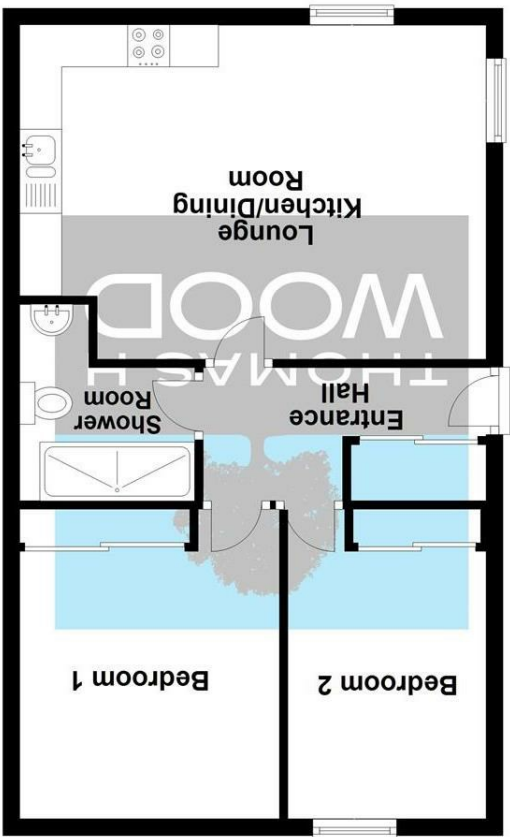 Bedroom 2
Bedroom 1
Entrance
Hall
Shower
Room
THOMAS H
WOOD
Lounge
Kitchen/Dining
Room